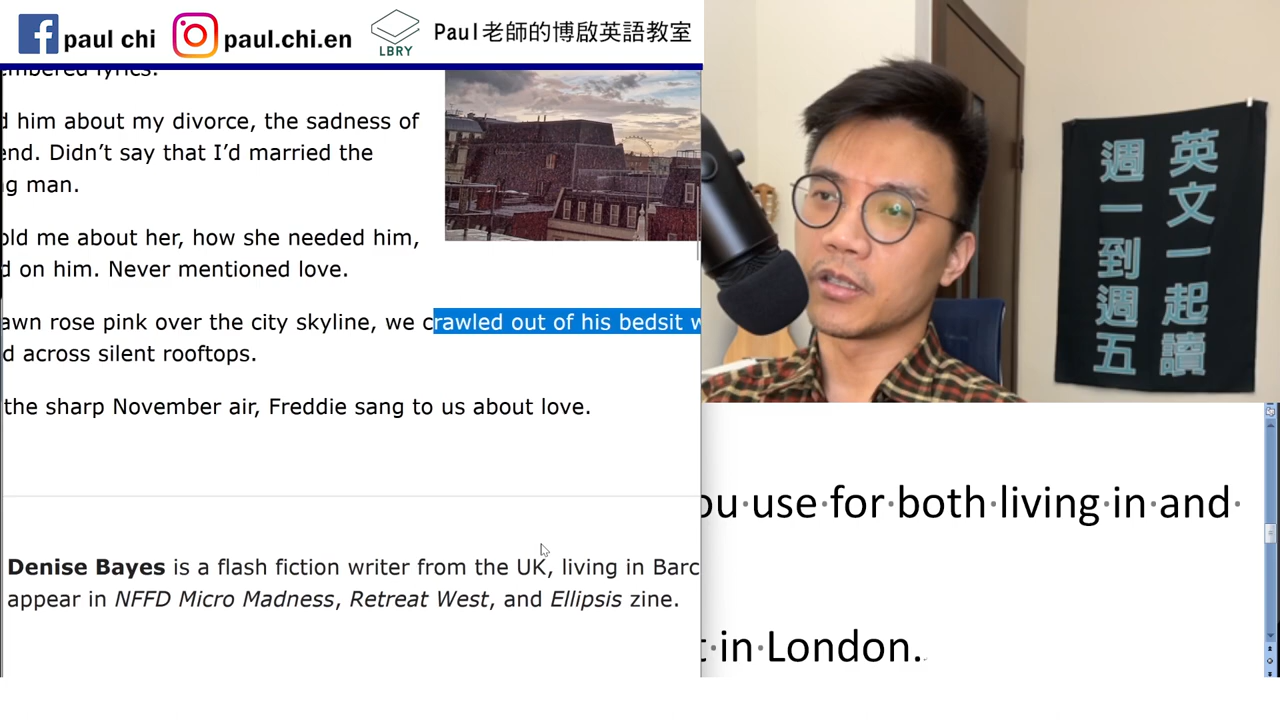 paul chi
paul.chi.en
LBRY
Paul老師的博啟英語教室
embered lyrics.
d him about my divorce, the sadness of
end. Didn’t say that I’d married the
g man.
old me about her, how she needed him,
d on him. Never mentioned love.
awn rose pink over the city skyline, we crawled out of his bedsit w
d across silent rooftops.
the sharp November air, Freddie sang to us about love.
Denise Bayes is a flash fiction writer from the UK, living in Barc
appear in NFFD Micro Madness, Retreat West, and Ellipsis zine.
英文一起讀
週一到週五
ou·use·for·both·living·in·and·
t·in·London.